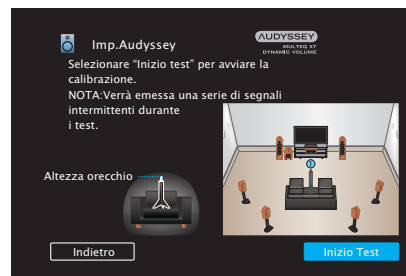 Imp.Audyssey
AUDYSSEY
MULTEQ XT
DYNAMIC VOLUME
Selezionare “Inizio test” per avviare la
calibrazione.
NOTA:Verrà emessa una serie di segnali
intermittenti durante
i test.
Altezza orecchio
1
Indietro
Inizio Test